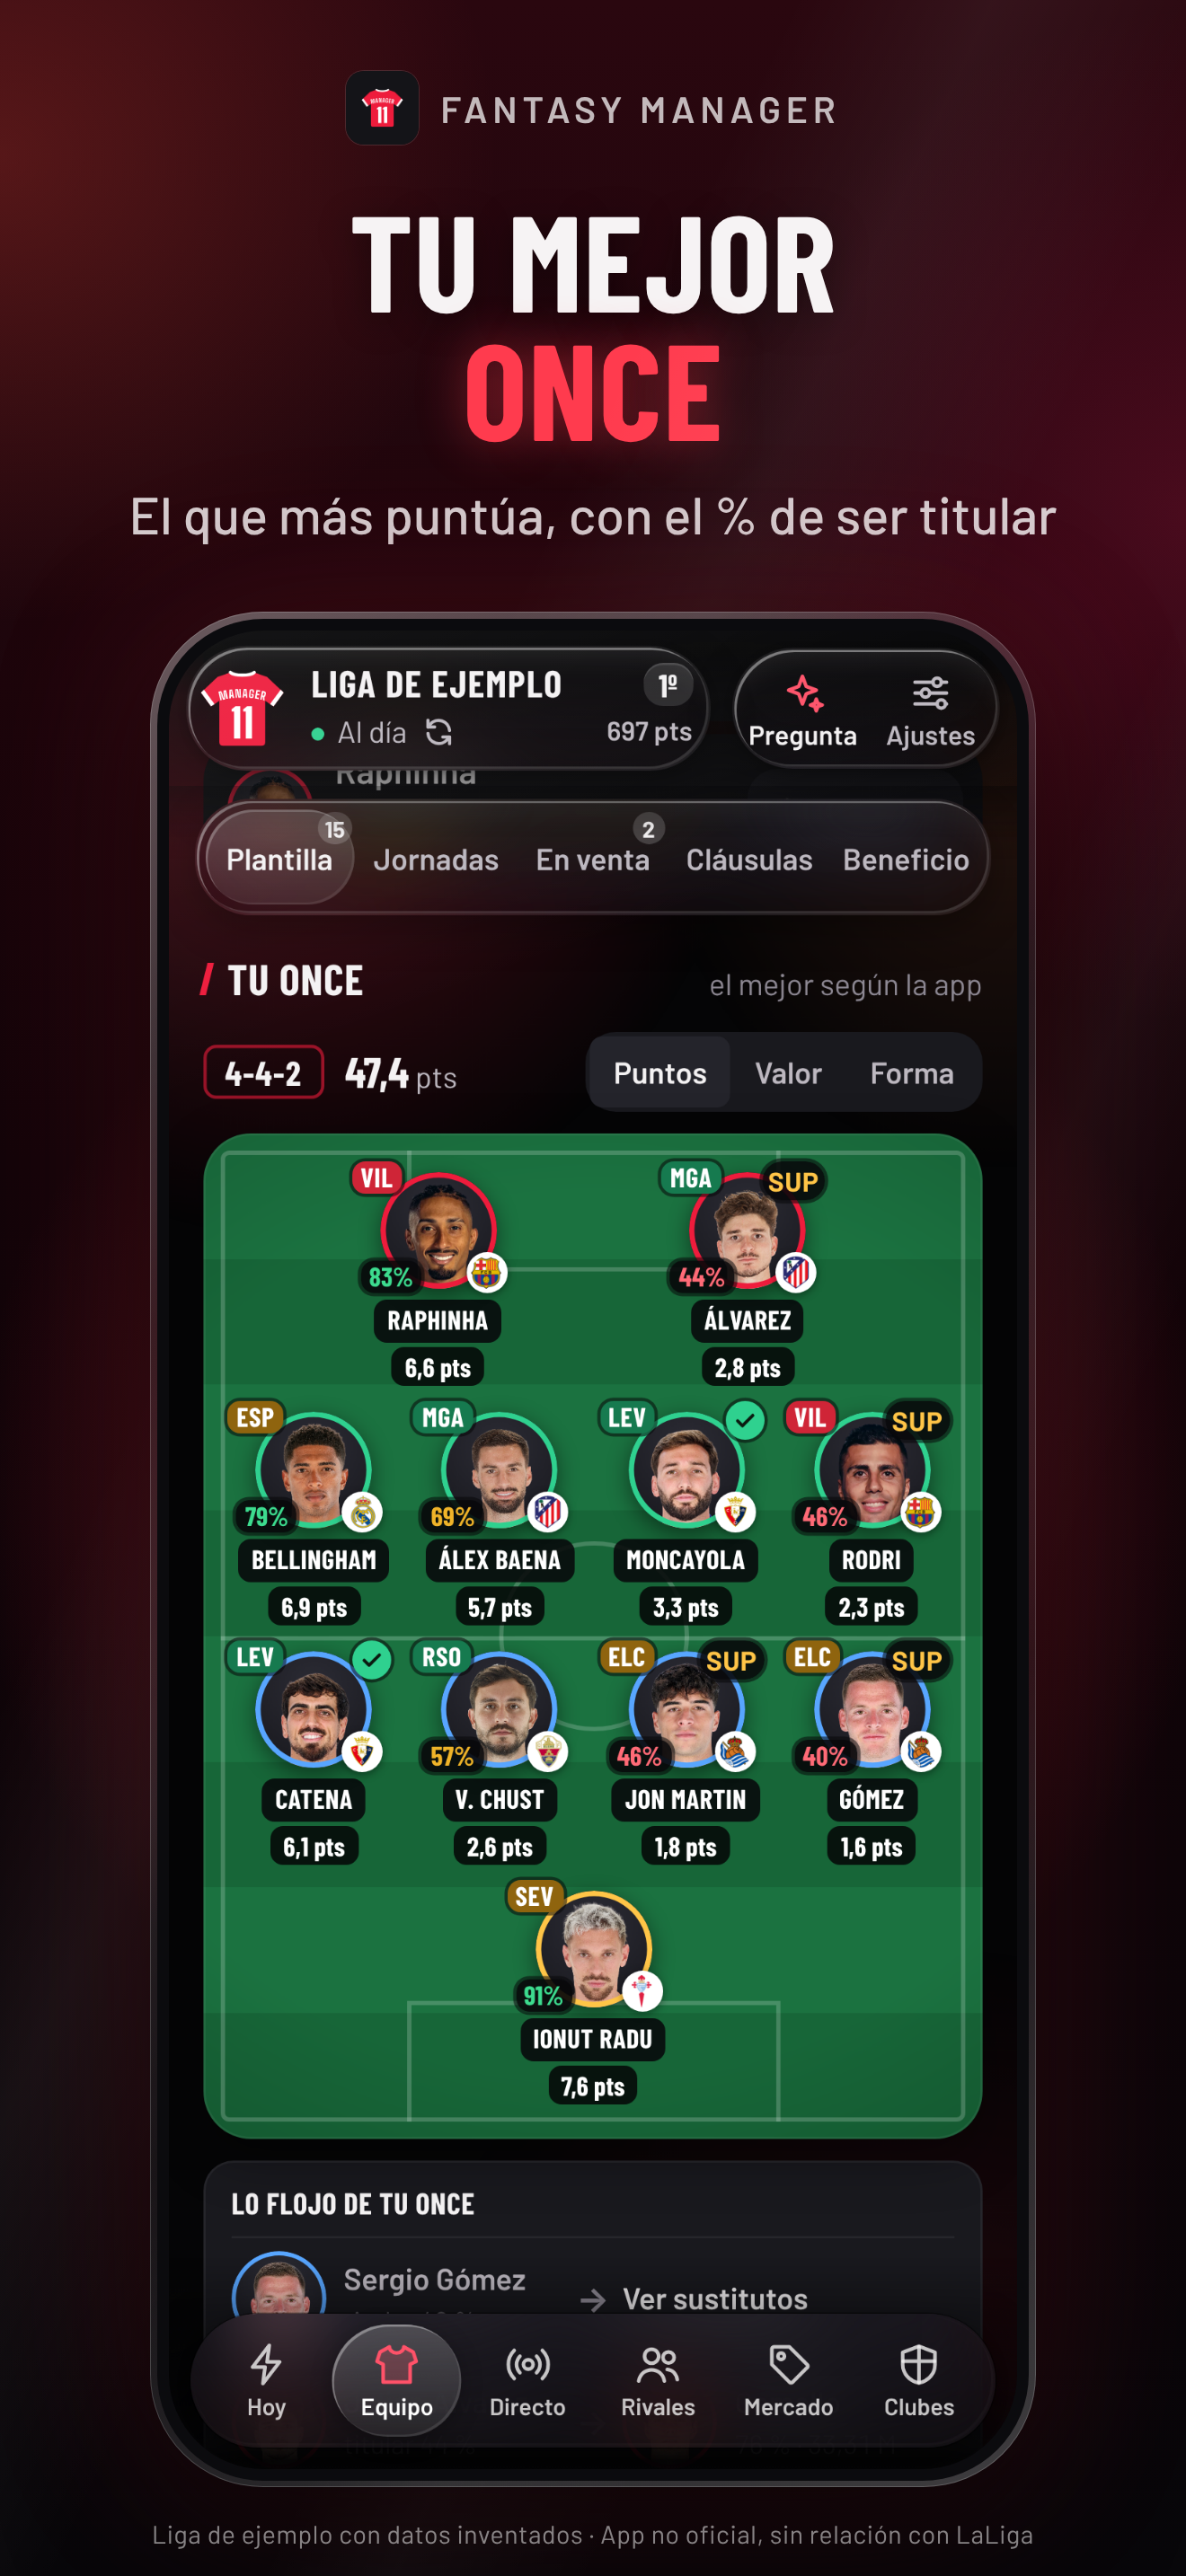 MANAGER
11
FANTASY MANAGER
TU MEJOR
ONCE
El que más puntúa, con el % de ser titular
MANAGER
11
LIGA DE EJEMPLO
1º
Al día
697 pts
Pregunta
Ajustes
Raphinha
Plantilla 15
Jornadas
En venta 2
Cláusulas
Beneficio
/ TU ONCE
el mejor según la app
4-4-2
47,4 pts
Puntos
Valor
Forma
VIL
83%
RAPHINHA
6,6 pts
MGA
SUP
44%
ÁLVAREZ
2,8 pts
ESP
79%
BELLINGHAM
6,9 pts
MGA
69%
ÁLEX BAENA
5,7 pts
LEV
MONCAYOLA
3,3 pts
VIL
SUP
46%
RODRI
2,3 pts
LEV
CATENA
6,1 pts
RSO
57%
V. CHUST
2,6 pts
ELC
SUP
46%
JON MARTIN
1,8 pts
ELC
SUP
40%
GÓMEZ
1,6 pts
SEV
91%
IONUT RADU
7,6 pts
LO FLOJO DE TU ONCE
Sergio Gómez
→ Ver sustitutos
Hoy
Equipo
Directo
Rivales
Mercado
Clubes
Liga de ejemplo con datos inventados · App no oficial, sin relación con LaLiga